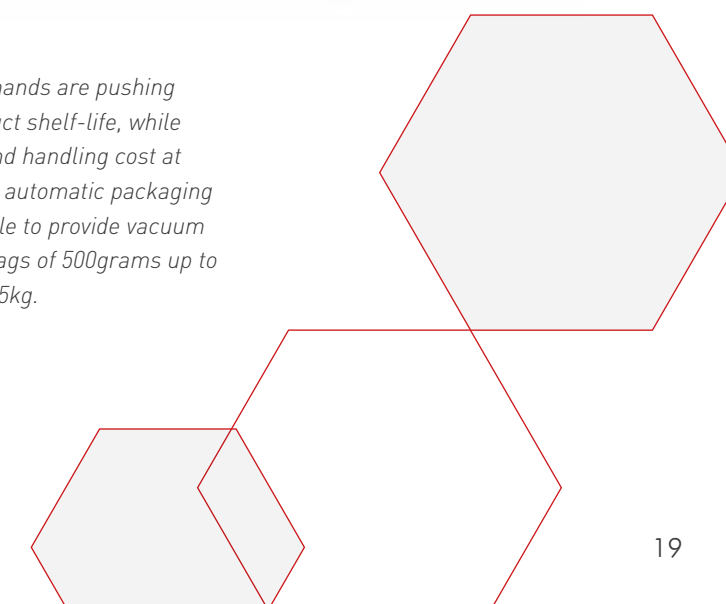 ands are pushing
ct shelf-life, while
nd handling cost at
automatic packaging
le to provide vacuum
ags of 500grams up to
5kg.
19